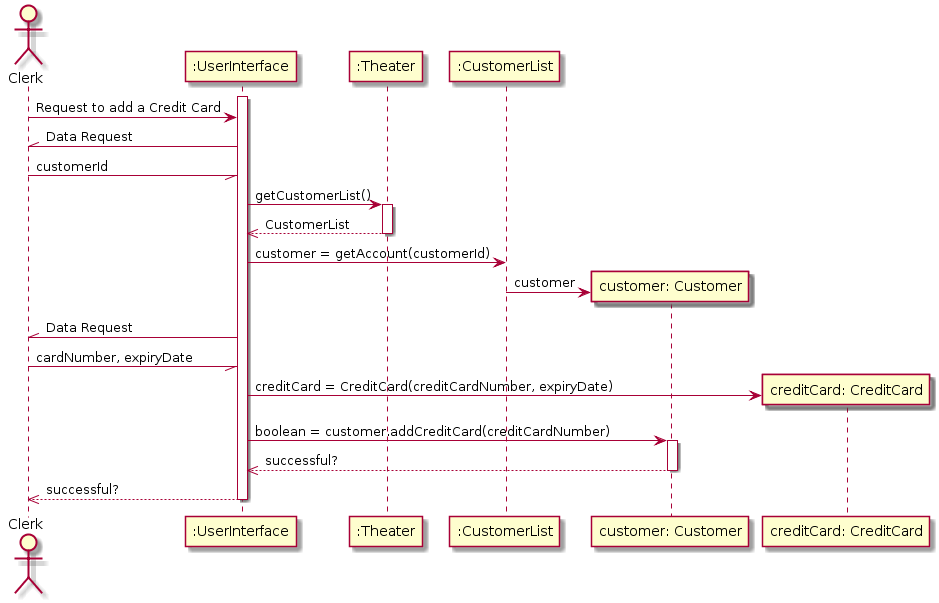 Clerk
:UserInterface
:Theater
:CustomerList
Request to add a Credit Card
Data Request
customerId
getCustomerList()
CustomerList
customer = getAccount(customerId)
customer
customer: Customer
Data Request
cardNumber, expiryDate
creditCard = CreditCard(creditCardNumber, expiryDate)
creditCard: CreditCard
boolean = customer.addCreditCard(creditCardNumber)
successful?
successful?
Clerk
:UserInterface
:Theater
:CustomerList
customer: Customer
creditCard: CreditCard